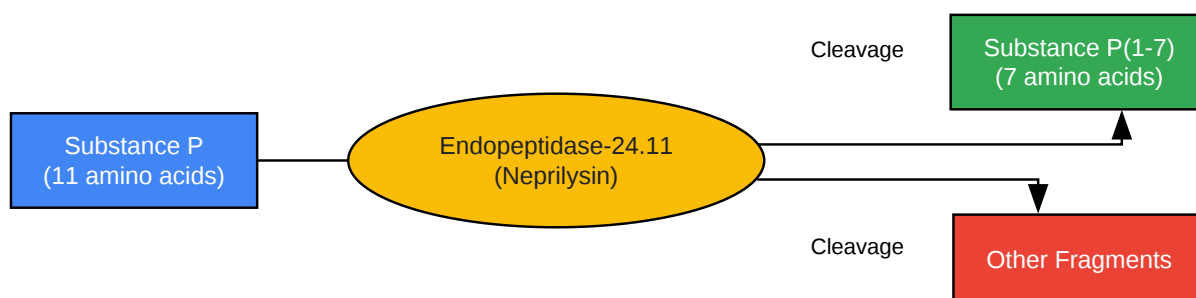 Substance P
(11 amino acids)
Endopeptidase-24.11
(Neprilysin)
Cleavage
Substance P(1-7)
(7 amino acids)
Cleavage
Other Fragments